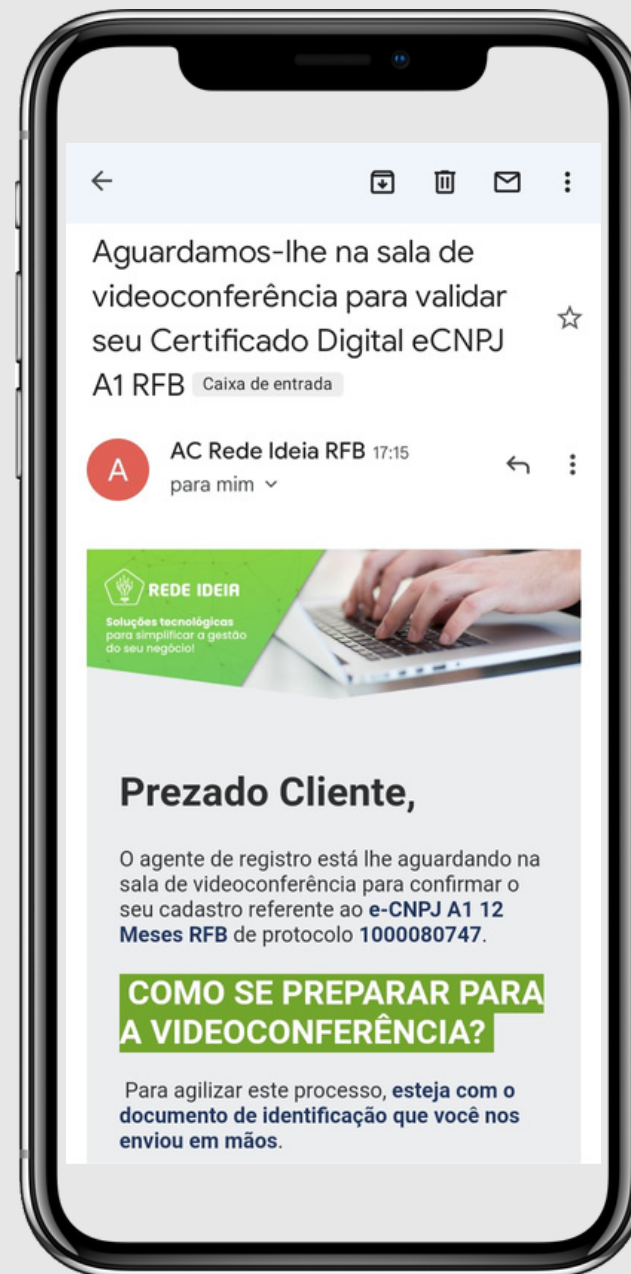 Aguardamos-lhe na sala de
videoconferência para validar
seu Certificado Digital eCNPJ
A1 RFB Caixa de entrada
A
AC Rede Ideia RFB 17:15
para mim
REDE IDEIA
Soluções tecnológicas
para simplificar a gestão
do seu negócio!
Prezado Cliente,
O agente de registro está lhe aguardando na
sala de videoconferência para confirmar o
seu cadastro referente ao e-CNPJ A1 12
Meses RFB de protocolo 1000080747.
COMO SE PREPARAR PARA
A VIDEOCONFERÊNCIA?
Para agilizar este processo, esteja com o
documento de identificação que você nos
enviou em mãos.